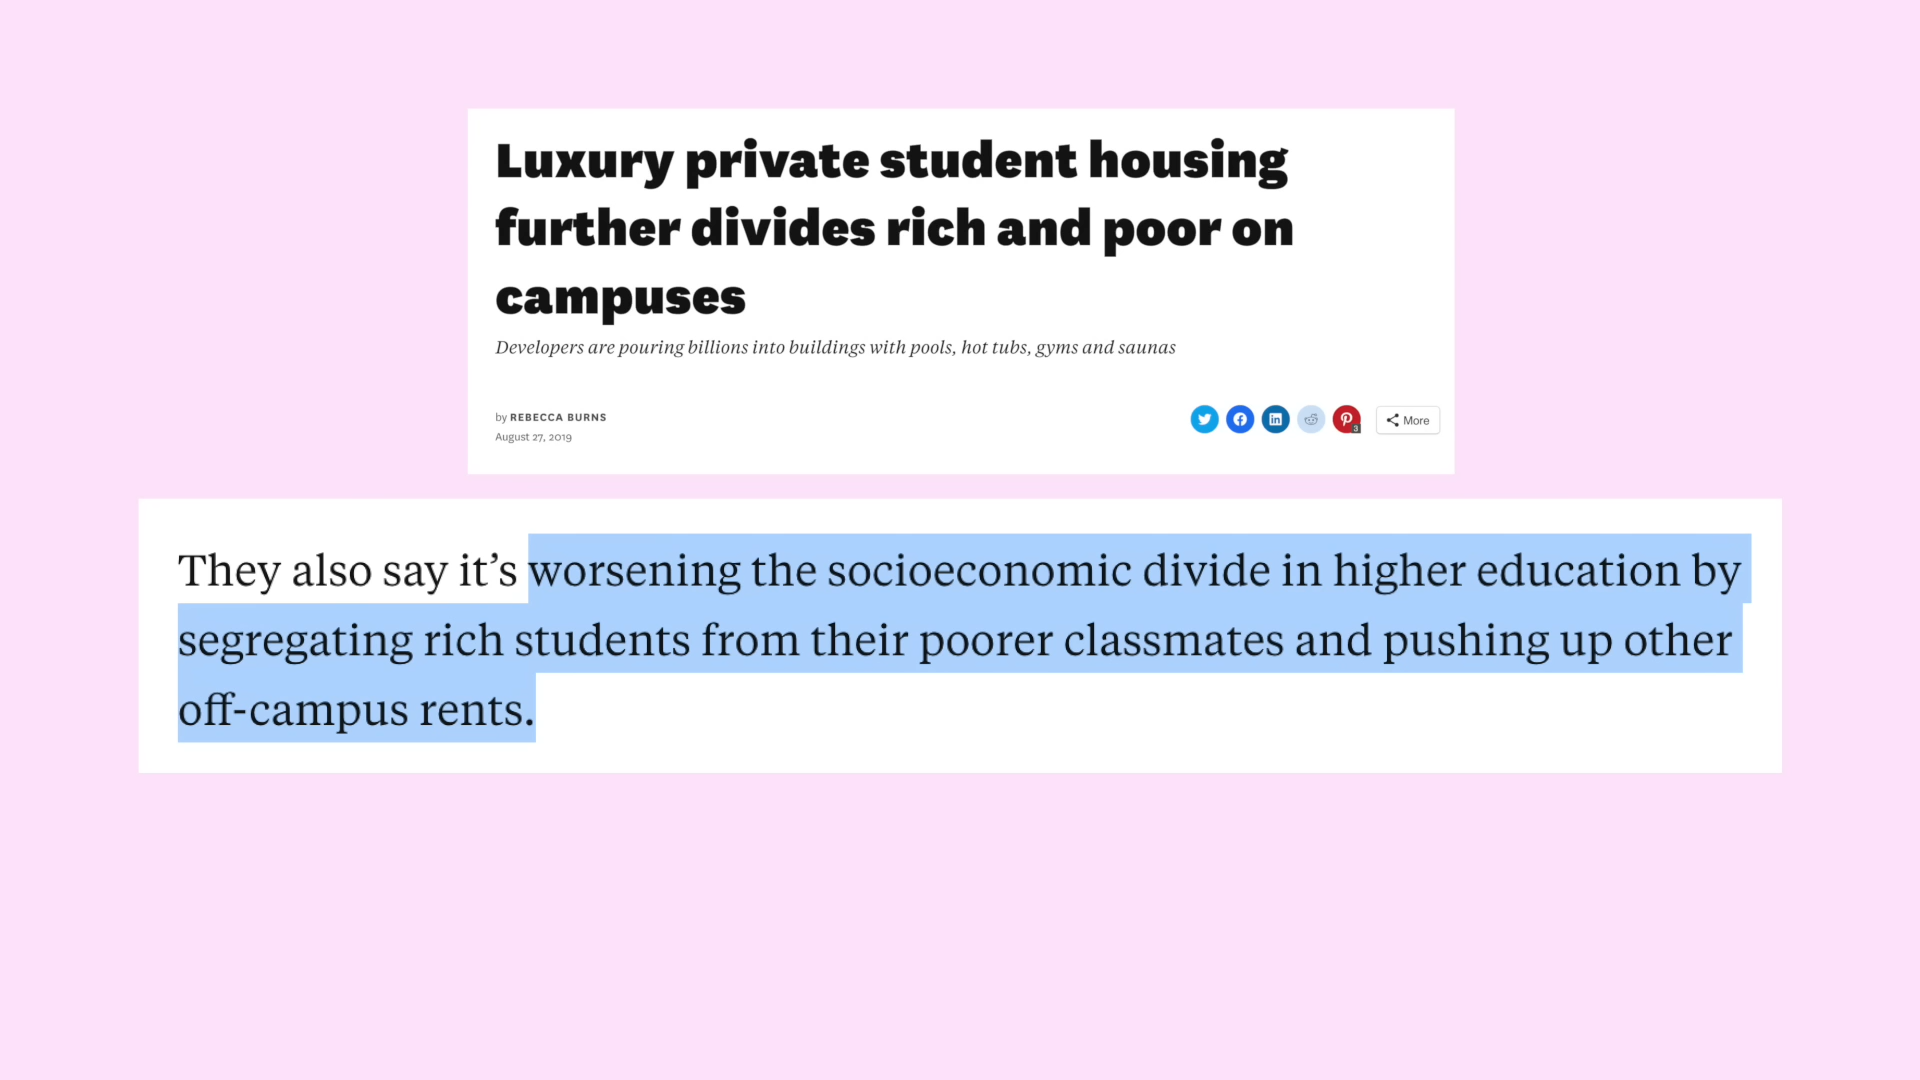 Luxury private student housing
further divides rich and poor on
campuses
Developers are pouring billions into buildings with pools, hot tubs, gyms and saunas
by REBECCA BURNS
August 27, 2019
3
More
They also say it’s worsening the socioeconomic divide in higher education by
segregating rich students from their poorer classmates and pushing up other
off-campus rents.